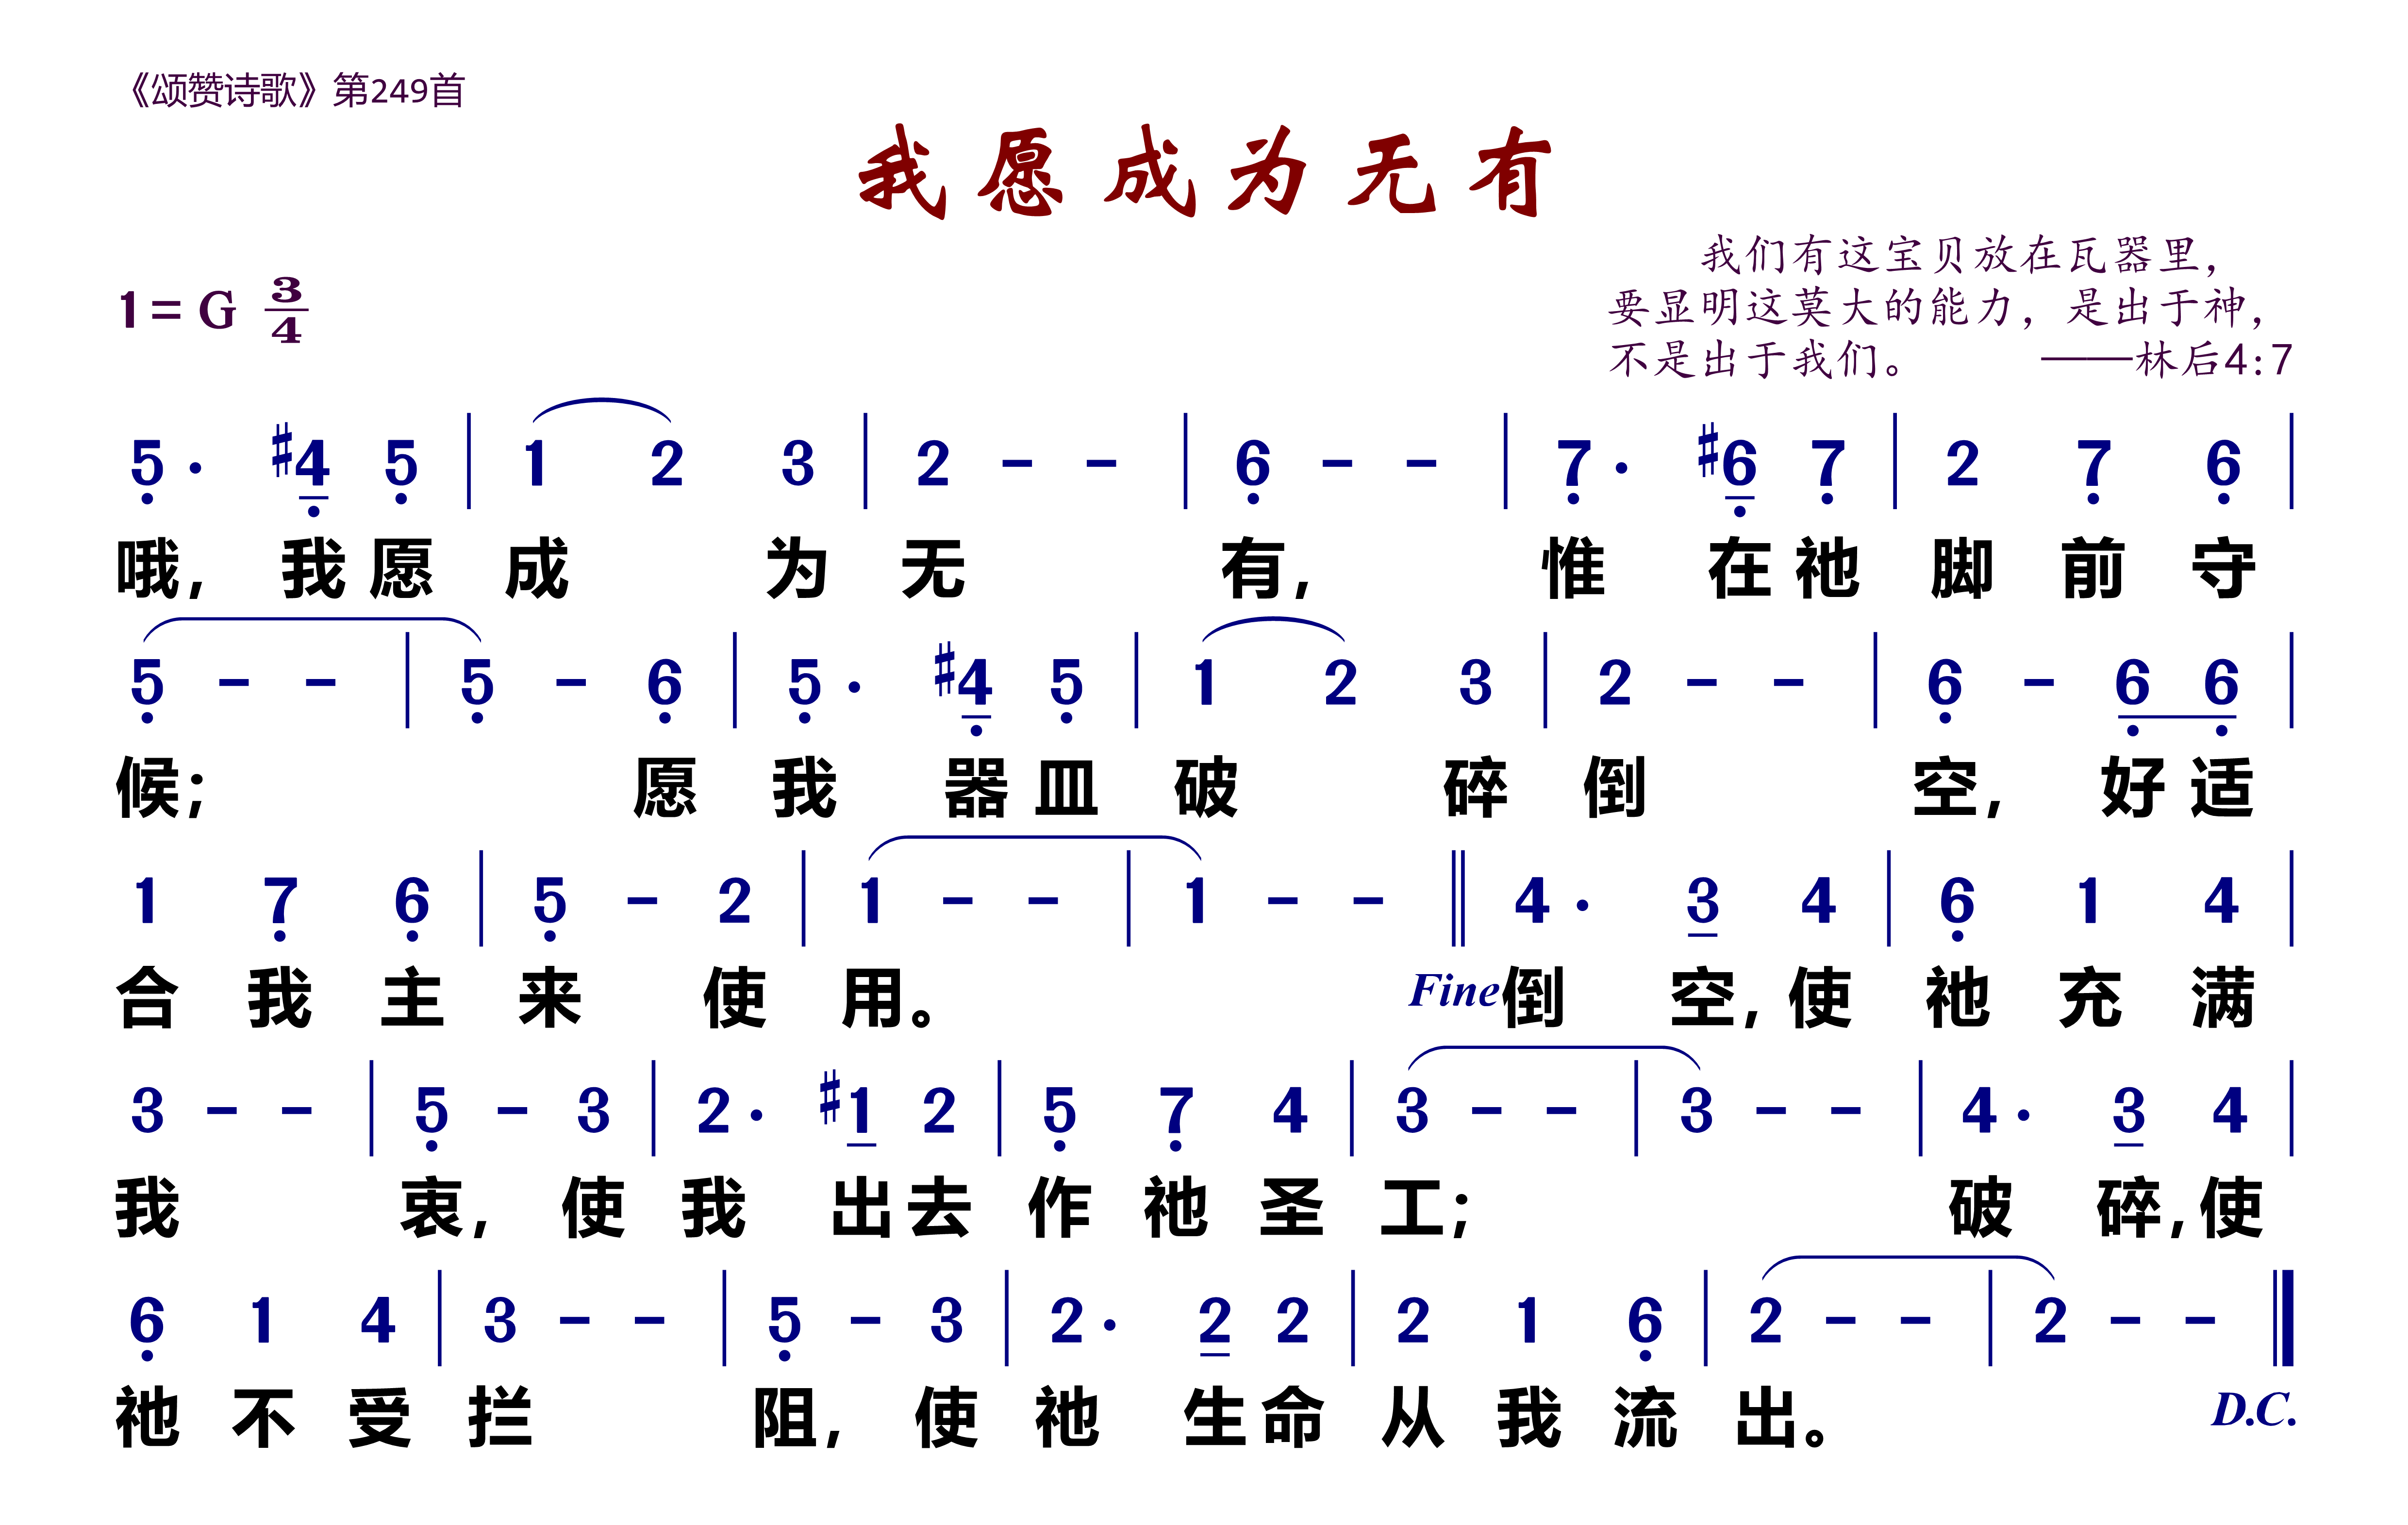 《颂赞诗歌》第249首
我愿成为无有
我们有这宝贝放在瓦器里，
1=G 3/4
要显明这莫大的能力，是出于神，
不是出于我们。 ——林后4:7
5̣ · #4̣ 5̣ | 1 2 3 | 2 - - | 6̣ - - | 7̣ · #6̣ 7̣ | 2 7̣ 6̣ |
哦，我愿成为无有，惟在祂脚前守
5̣ - - | 5̣ - 6̣ | 5̣ · #4̣ 5̣ | 1 2 3 | 2 - - | 6̣ - 6̣ 6̣ |
候；愿我器皿破碎倒空，好适
1 7̣ 6̣ | 5̣ - 2 | 1 - - | 1 - - || 4 · 3 4 | 6̣ 1 4 |
合我主来使用。 Fine 倒空，使祂充满
3 - - | 5̣ - 3 | 2 · #1 2 | 5̣ 7̣ 4 | 3 - - | 3 - - | 4 · 3 4 |
我衷，使我出去作祂圣工；破碎，使
6̣ 1 4 | 3 - - | 5̣ - 3 | 2 · 2 2 | 2 1 6̣ | 2 - - | 2 - - ||
祂不受拦阻，使祂生命从我流出。 D.C.